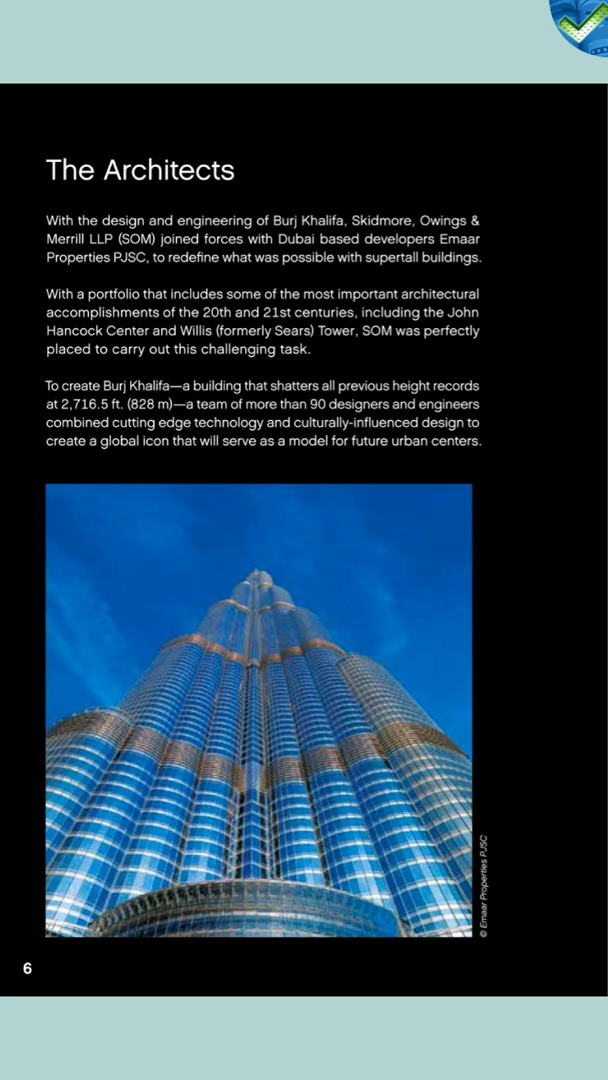 The Architects
With the design and engineering of Burj Khalifa, Skidmore, Owings &
Merrill LLP (SOM) joined forces with Dubai based developers Emaar
Properties PJSC, to redefine what was possible with supertall buildings.
With a portfolio that includes some of the most important architectural
accomplishments of the 20th and 21st centuries, including the John
Hancock Center and Willis (formerly Sears) Tower, SOM was perfectly
placed to carry out this challenging task.
To create Burj Khalifa—a building that shatters all previous height records
at 2,716.5 ft. (828 m)—a team of more than 90 designers and engineers
combined cutting edge technology and culturally-influenced design to
create a global icon that will serve as a model for future urban centers.
© Emaar Properties PJSC
6